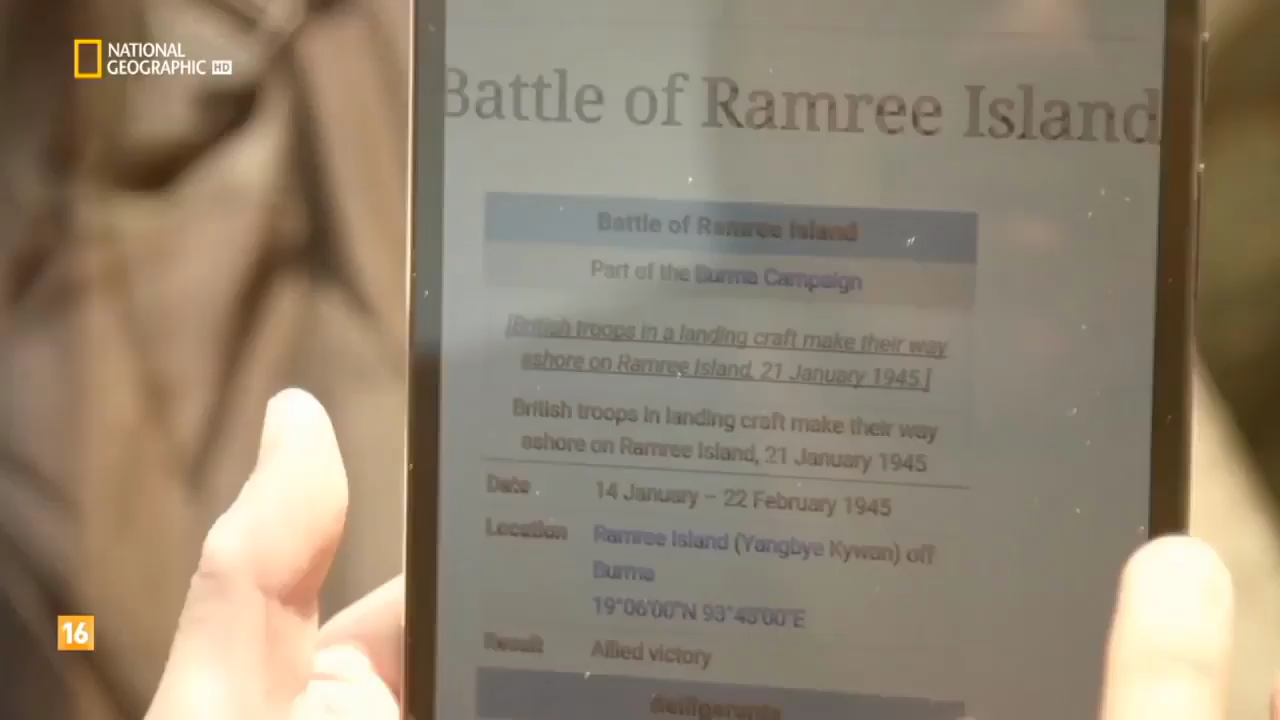 NATIONAL
GEOGRAPHIC HD
Battle of Ramree Island
Battle of Ramree Island
Part of the Burma Campaign
[British troops in a landing craft make their way
ashore on Ramree Island, 21 January 1945.]
British troops in landing craft make their way
ashore on Ramree Island, 21 January 1945
Date 14 January – 22 February 1945
Location Ramree Island (Yangbye Kywan) off
Burma
19°06'00"N 93°48'00"E
Result Allied victory
Belligerents
16